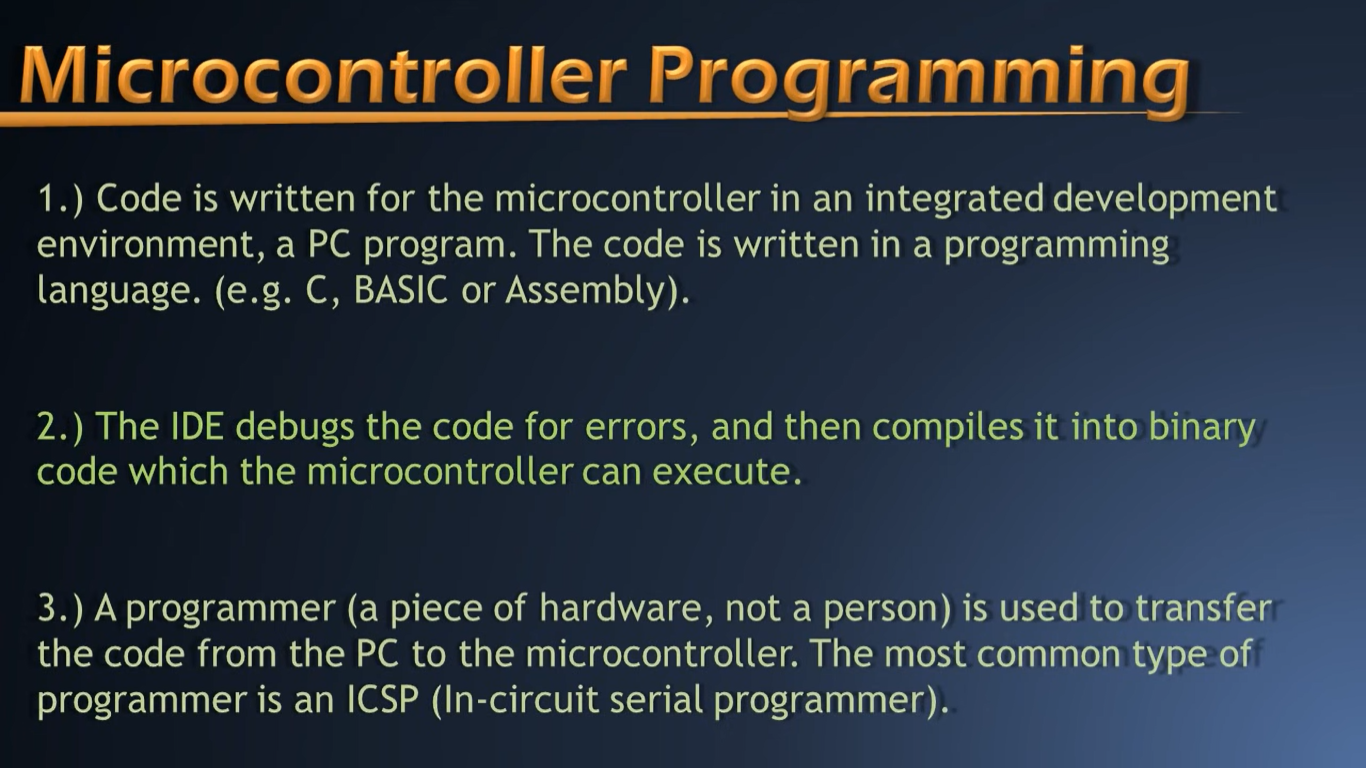 Microcontroller Programming
1.) Code is written for the microcontroller in an integrated development
environment, a PC program. The code is written in a programming
language. (e.g. C, BASIC or Assembly).
2.) The IDE debugs the code for errors, and then compiles it into binary
code which the microcontroller can execute.
3.) A programmer (a piece of hardware, not a person) is used to transfer
the code from the PC to the microcontroller. The most common type of
programmer is an ICSP (In-circuit serial programmer).